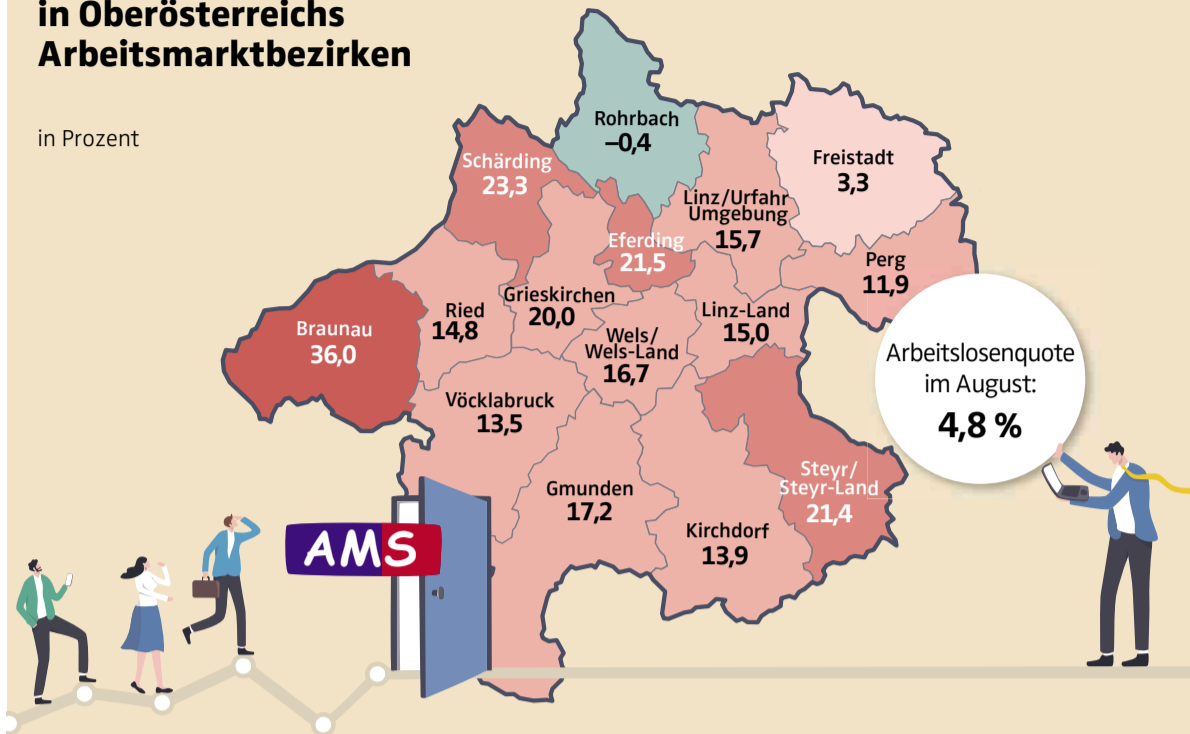 in Oberösterreichs
Arbeitsmarktbezirken
in Prozent
Rohrbach
–0,4
Freistadt
3,3
Schärding
23,3
Linz/Urfahr
Umgebung
15,7
Eferding
21,5
Perg
11,9
Braunau
36,0
Ried
14,8
Grieskirchen
20,0
Linz-Land
15,0
Wels/
Wels-Land
16,7
Arbeitslosenquote
im August:
4,8 %
Vöcklabruck
13,5
Steyr/
Steyr-Land
21,4
Gmunden
17,2
Kirchdorf
13,9
AMS